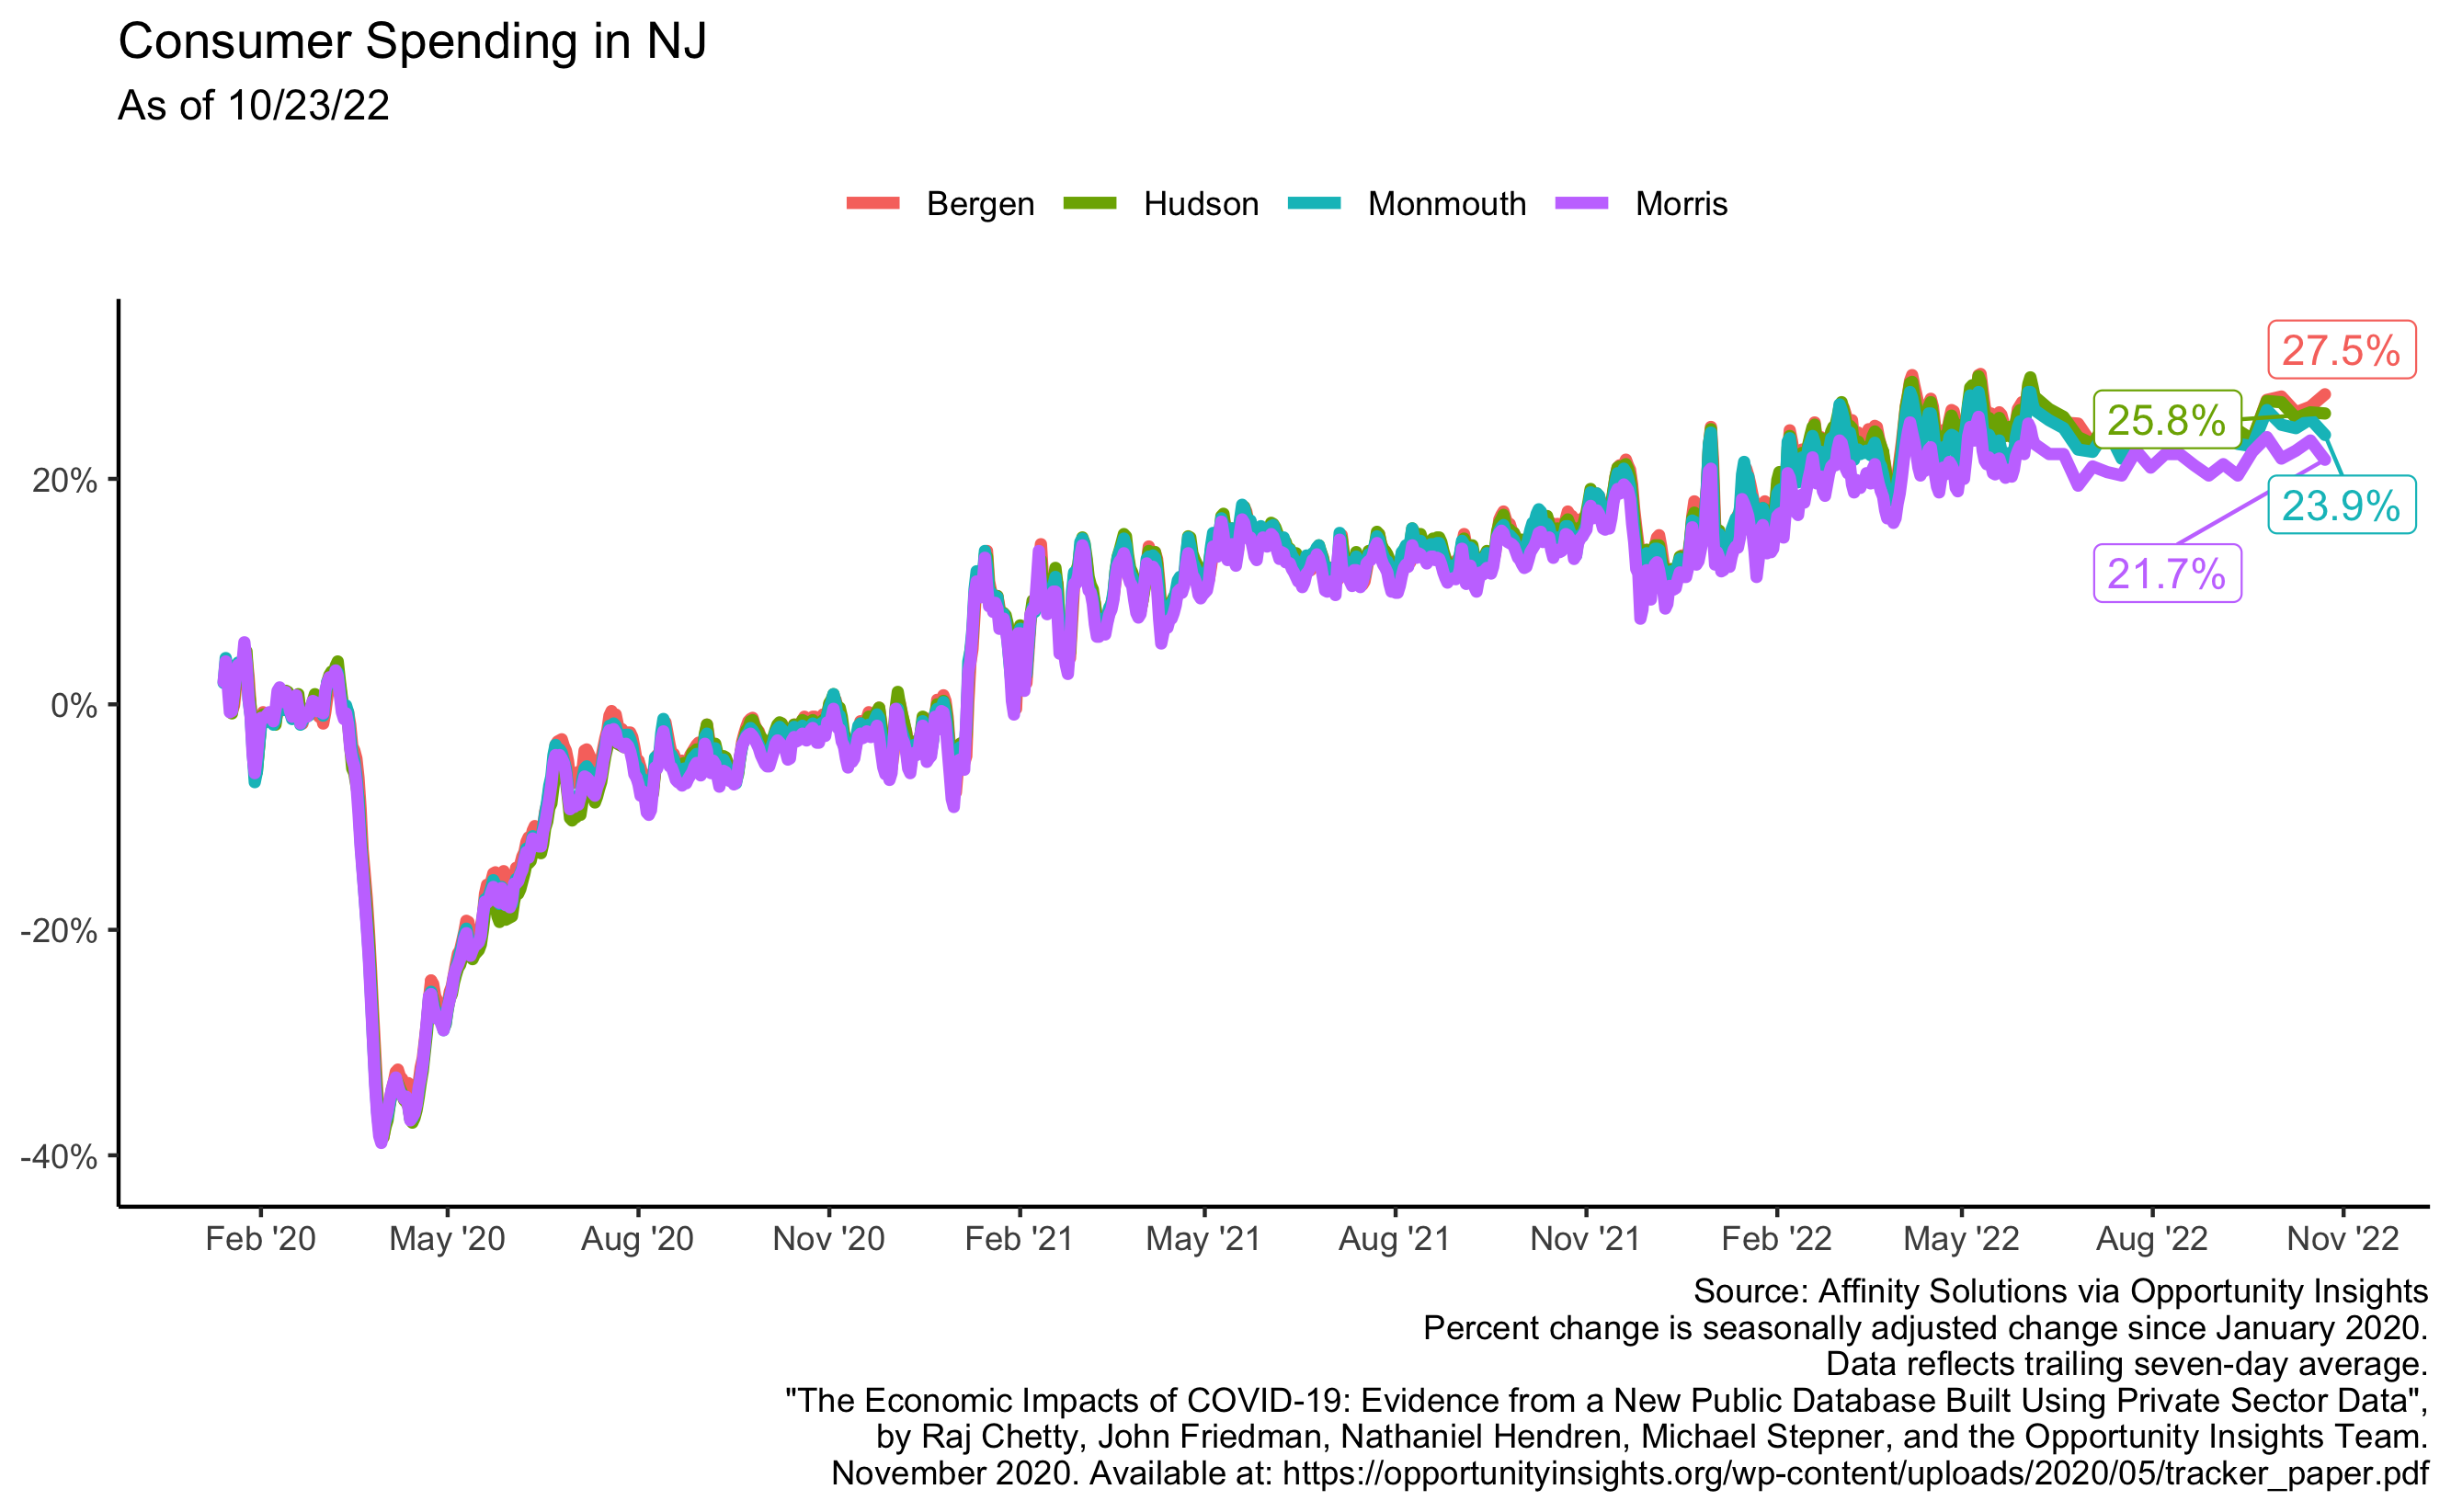 Consumer Spending in NJ
As of 10/23/22
Bergen Hudson Monmouth Morris
27.5%
25.8%
23.9%
21.7%
20%
0%
-20%
-40%
Feb '20 May '20 Aug '20 Nov '20 Feb '21 May '21 Aug '21 Nov '21 Feb '22 May '22 Aug '22 Nov '22
Source: Affinity Solutions via Opportunity Insights
Percent change is seasonally adjusted change since January 2020.
Data reflects trailing seven-day average.
"The Economic Impacts of COVID-19: Evidence from a New Public Database Built Using Private Sector Data",
by Raj Chetty, John Friedman, Nathaniel Hendren, Michael Stepner, and the Opportunity Insights Team.
November 2020. Available at: https://opportunityinsights.org/wp-content/uploads/2020/05/tracker_paper.pdf